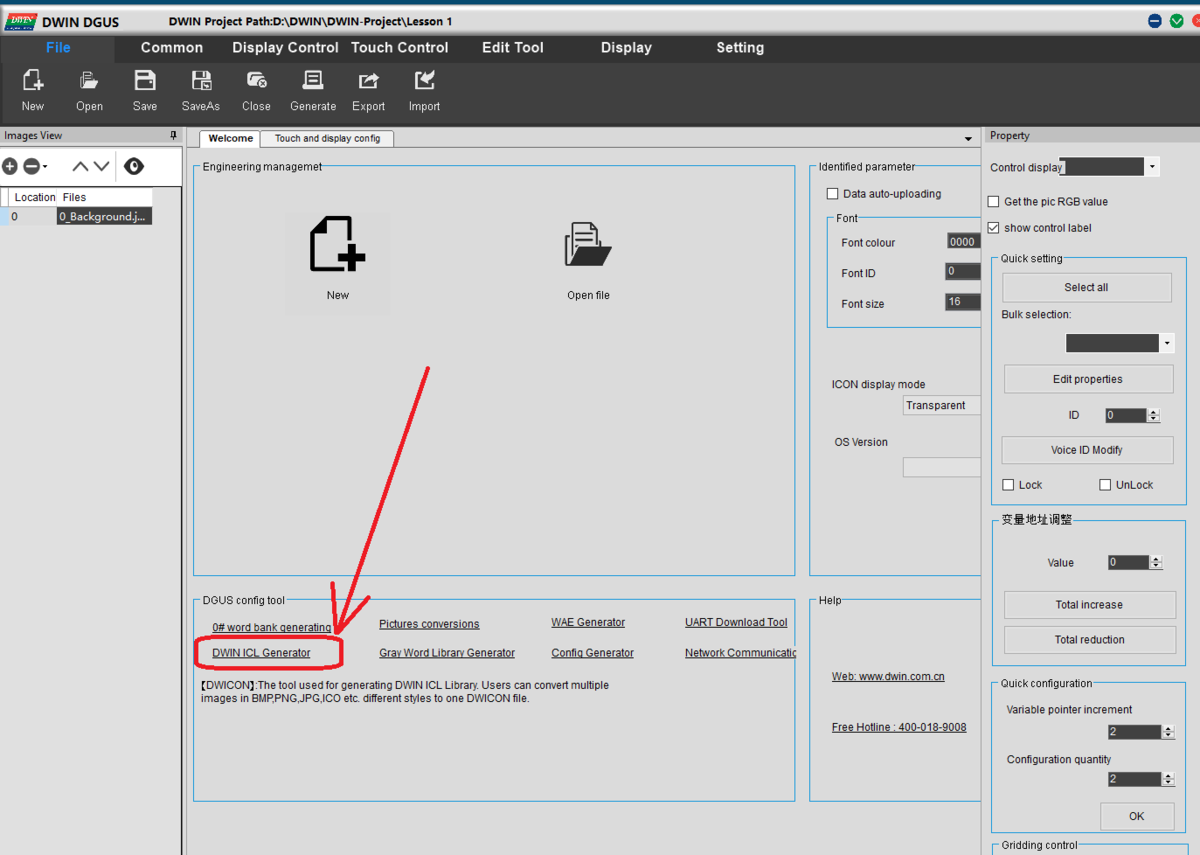 DWIN DWIN DGUS DWIN Project Path:D:\DWIN\DWIN-Project\Lesson 1
File Common Display Control Touch Control Edit Tool Display Setting
New Open Save SaveAs Close Generate Export Import
Images View
Location Files
0 0_Background.j...
Welcome Touch and display config
Engineering managemet
New Open file
Identified parameter
Data auto-uploading
Font
Font colour 0000
Font ID 0
Font size 16
ICON display mode
Transparent
OS Version
DGUS config tool
0# word bank generating Pictures conversions WAE Generator UART Download Tool
DWIN ICL Generator Gray Word Library Generator Config Generator Network Communicatio
【DWICON】:The tool used for generating DWIN ICL Library. Users can convert multiple
images in BMP,PNG,JPG,ICO etc. different styles to one DWICON file.
Help
Web: www.dwin.com.cn
Free Hotline : 400-018-9008
Property
Control display
Get the pic RGB value
show control label
Quick setting
Select all
Bulk selection:
Edit properties
ID 0
Voice ID Modify
Lock UnLock
变量地址调整
Value 0
Total increase
Total reduction
Quick configuration
Variable pointer increment
2
Configuration quantity
2
OK
Gridding control